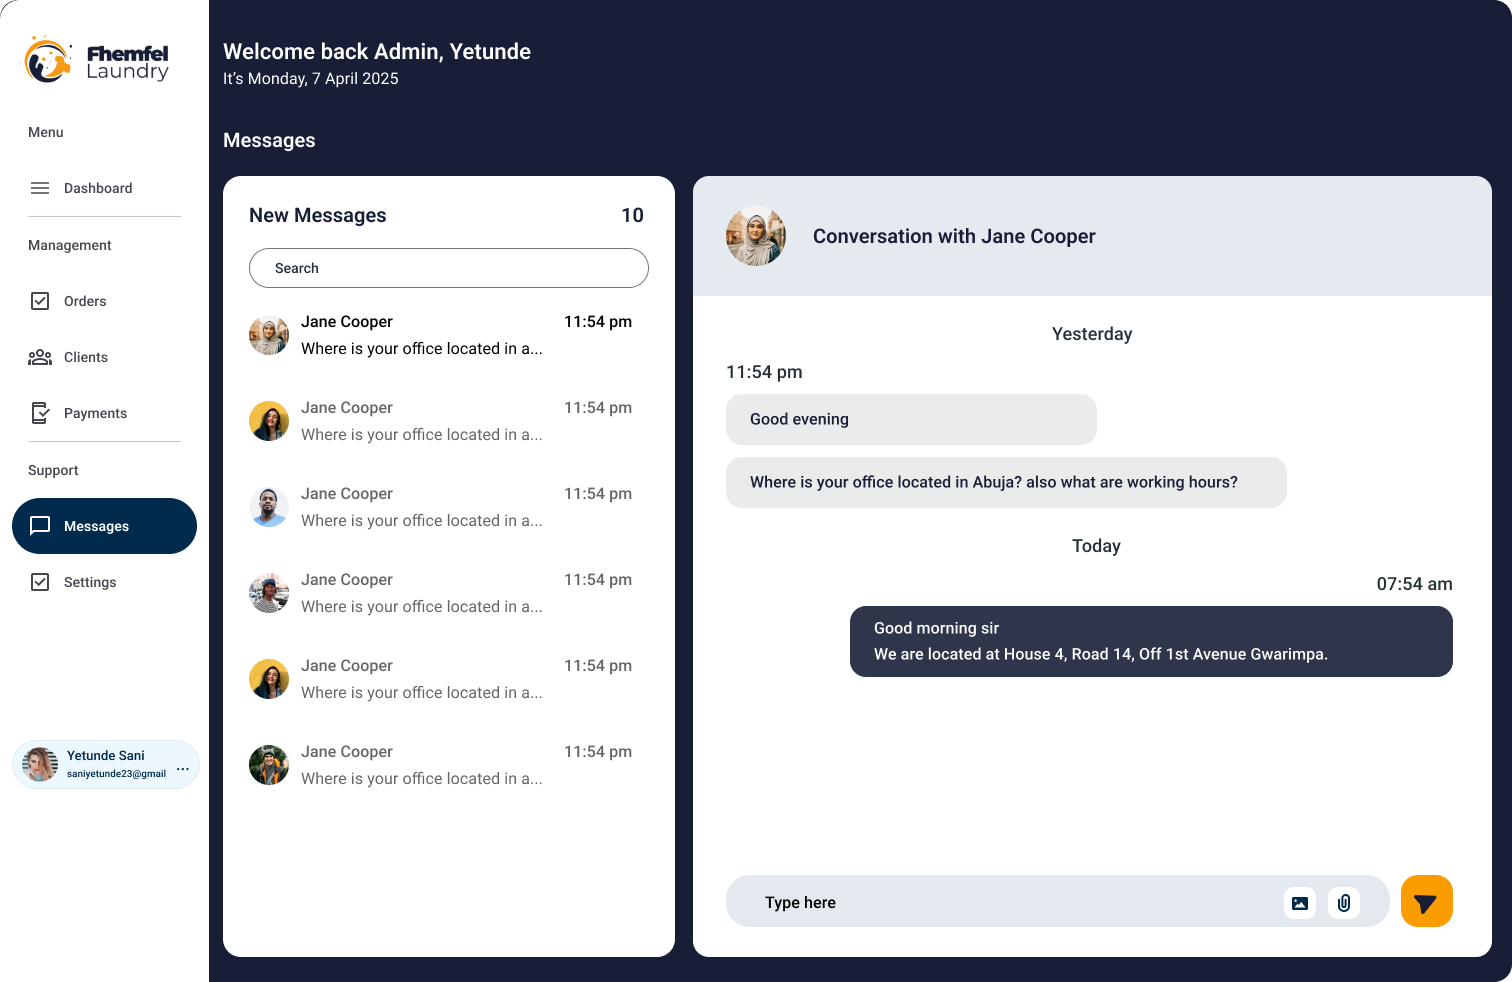 Fhemfel
Laundry
Menu
Dashboard
Management
Orders
Clients
Payments
Support
Messages
Settings
Yetunde Sani
saniyetunde23@gmail
...
Welcome back Admin, Yetunde
It's Monday, 7 April 2025
Messages
New Messages 10
Search
Jane Cooper 11:54 pm
Where is your office located in a...
Jane Cooper 11:54 pm
Where is your office located in a...
Jane Cooper 11:54 pm
Where is your office located in a...
Jane Cooper 11:54 pm
Where is your office located in a...
Jane Cooper 11:54 pm
Where is your office located in a...
Jane Cooper 11:54 pm
Where is your office located in a...
Conversation with Jane Cooper
Yesterday
11:54 pm
Good evening
Where is your office located in Abuja? also what are working hours?
Today
07:54 am
Good morning sir
We are located at House 4, Road 14, Off 1st Avenue Gwarimpa.
Type here